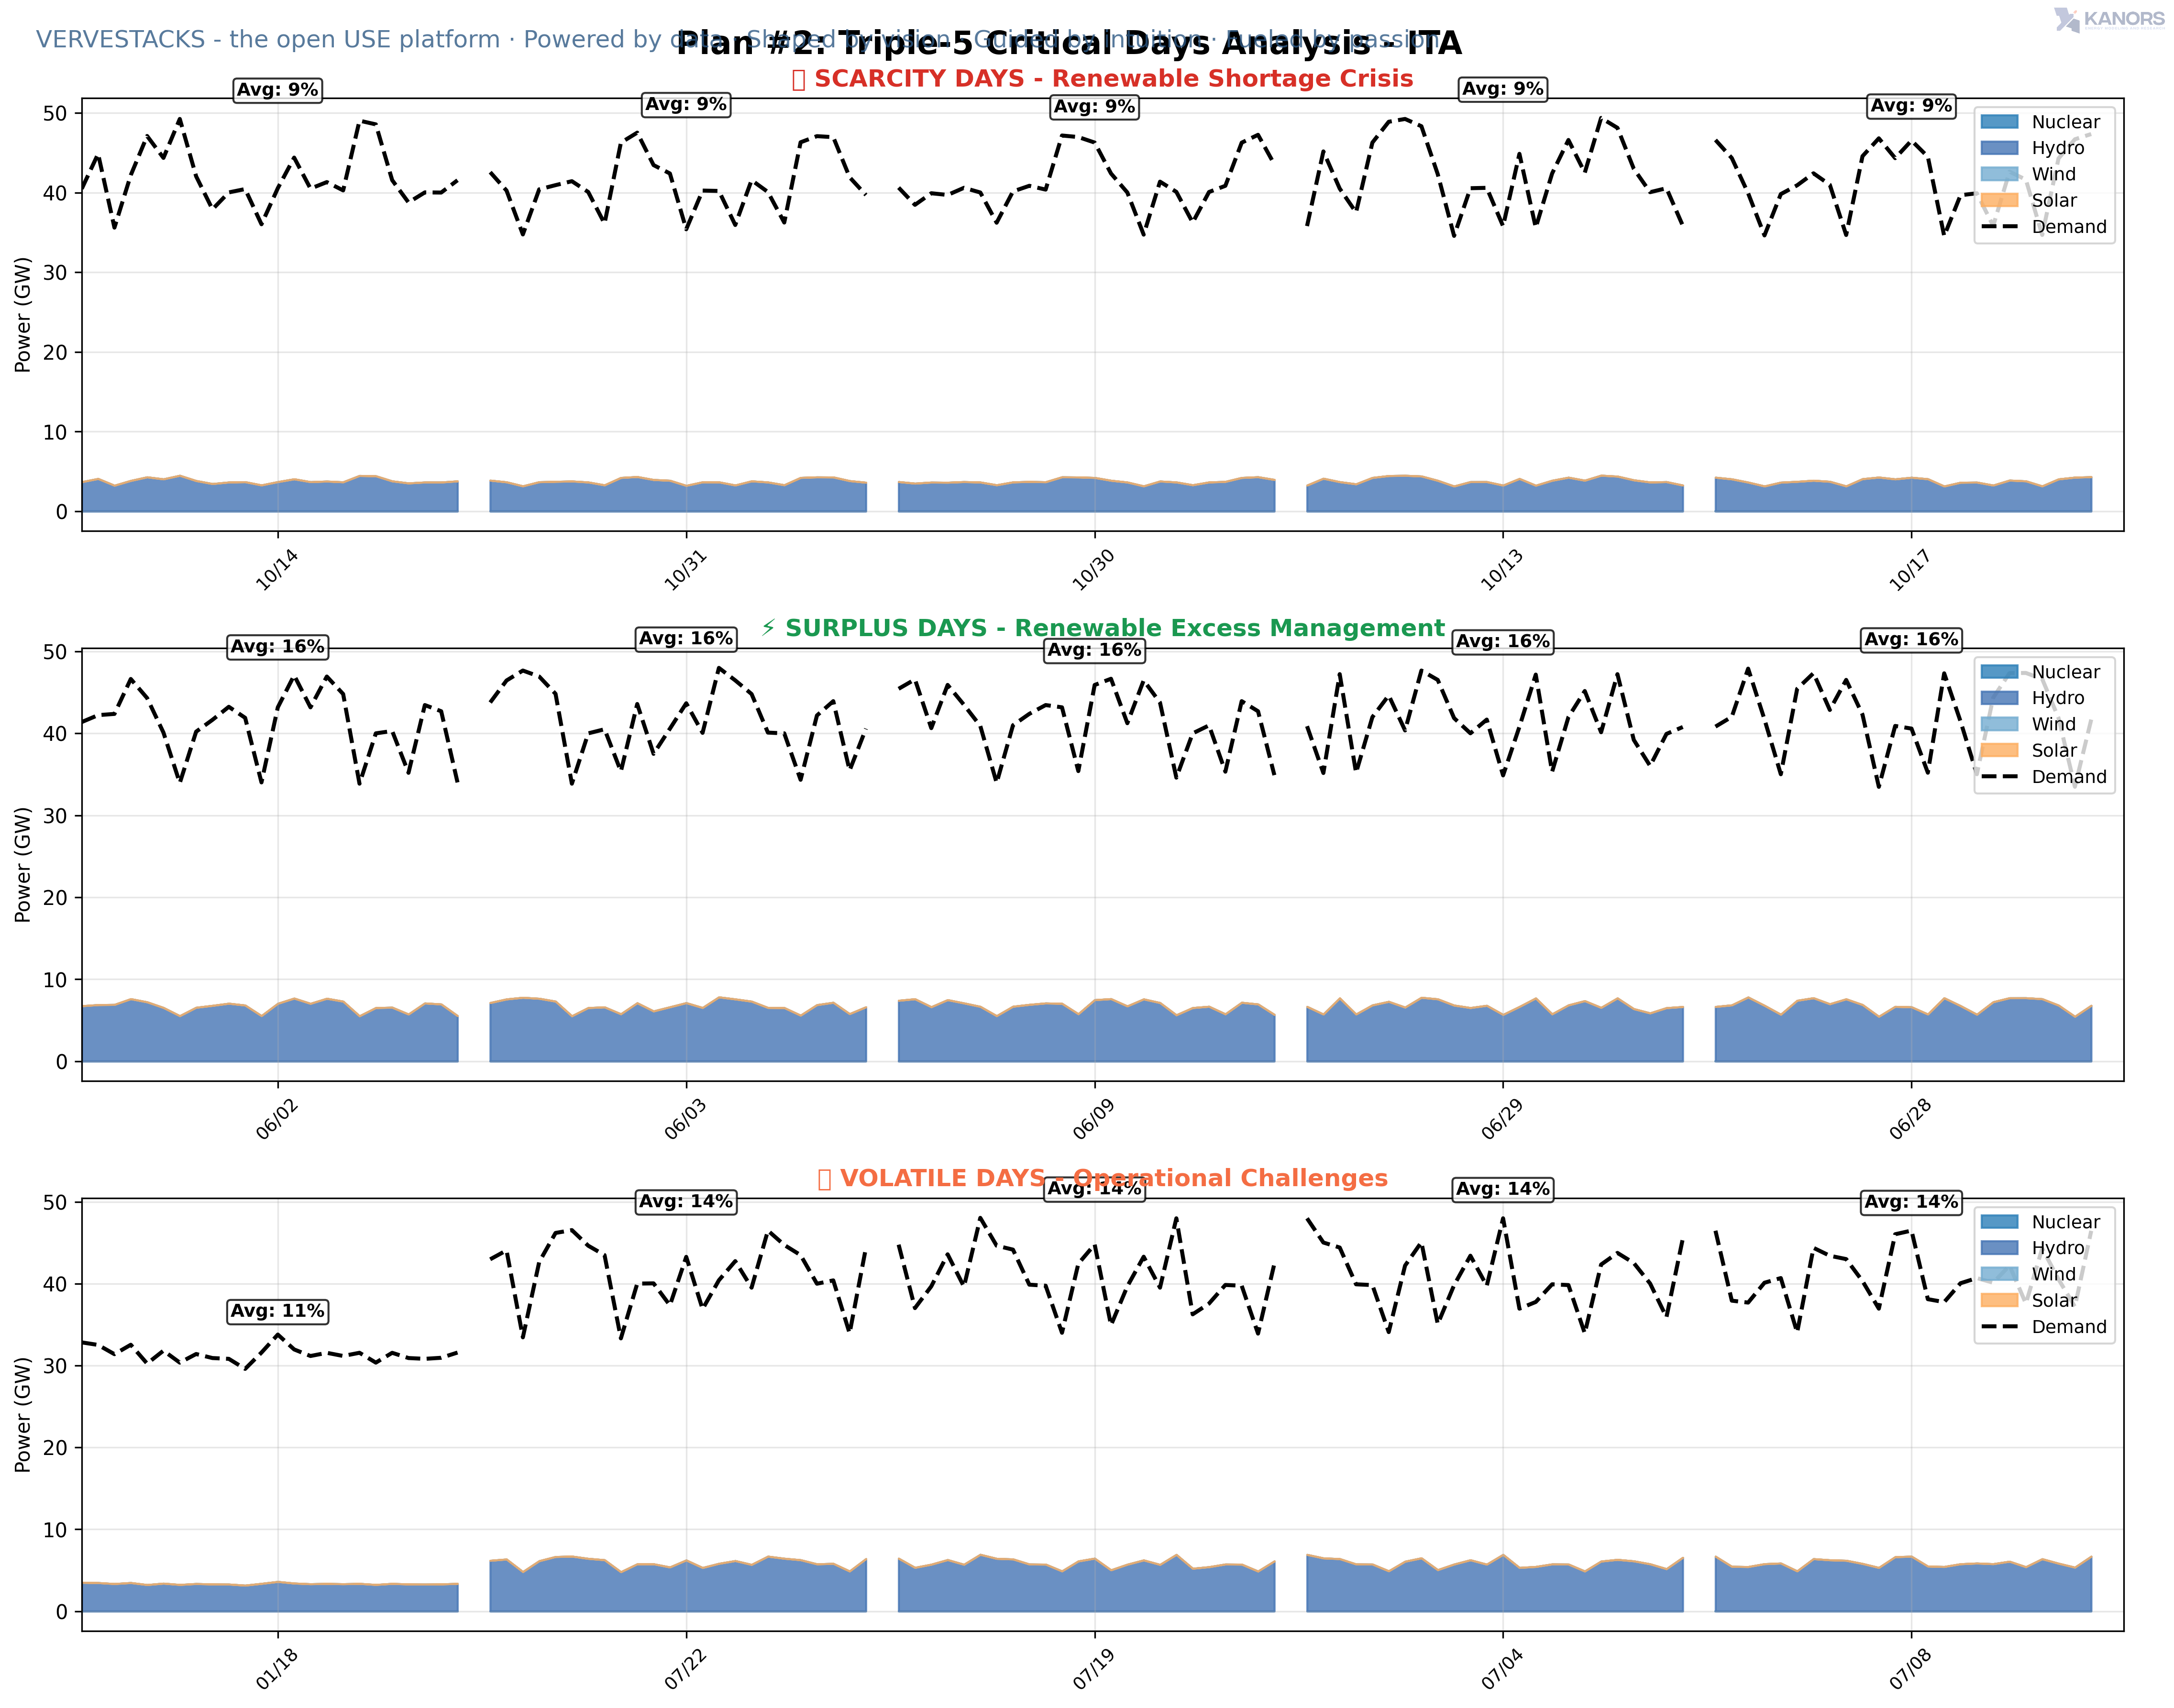 KANORS
VERVESTACKS - the open USE platform · Powered by data · Shaped by vision · Guided by intuition · Fueled by passion
Plan #2: Triple-5 Critical Days Analysis - ITA
SCARCITY DAYS - Renewable Shortage Crisis
Avg: 9%
Avg: 9%
Avg: 9%
Avg: 9%
Avg: 9%
Nuclear
Hydro
Wind
Solar
Demand
Power (GW)
50
40
30
20
10
0
10/14
10/31
10/30
10/13
10/17
⚡ SURPLUS DAYS - Renewable Excess Management
Avg: 16%
Avg: 16%
Avg: 16%
Avg: 16%
Avg: 16%
Nuclear
Hydro
Wind
Solar
Demand
Power (GW)
50
40
30
20
10
0
06/02
06/03
06/09
06/29
06/28
VOLATILE DAYS - Operational Challenges
Avg: 11%
Avg: 14%
Avg: 14%
Avg: 14%
Avg: 14%
Nuclear
Hydro
Wind
Solar
Demand
Power (GW)
50
40
30
20
10
0
01/18
07/22
07/19
07/04
07/08